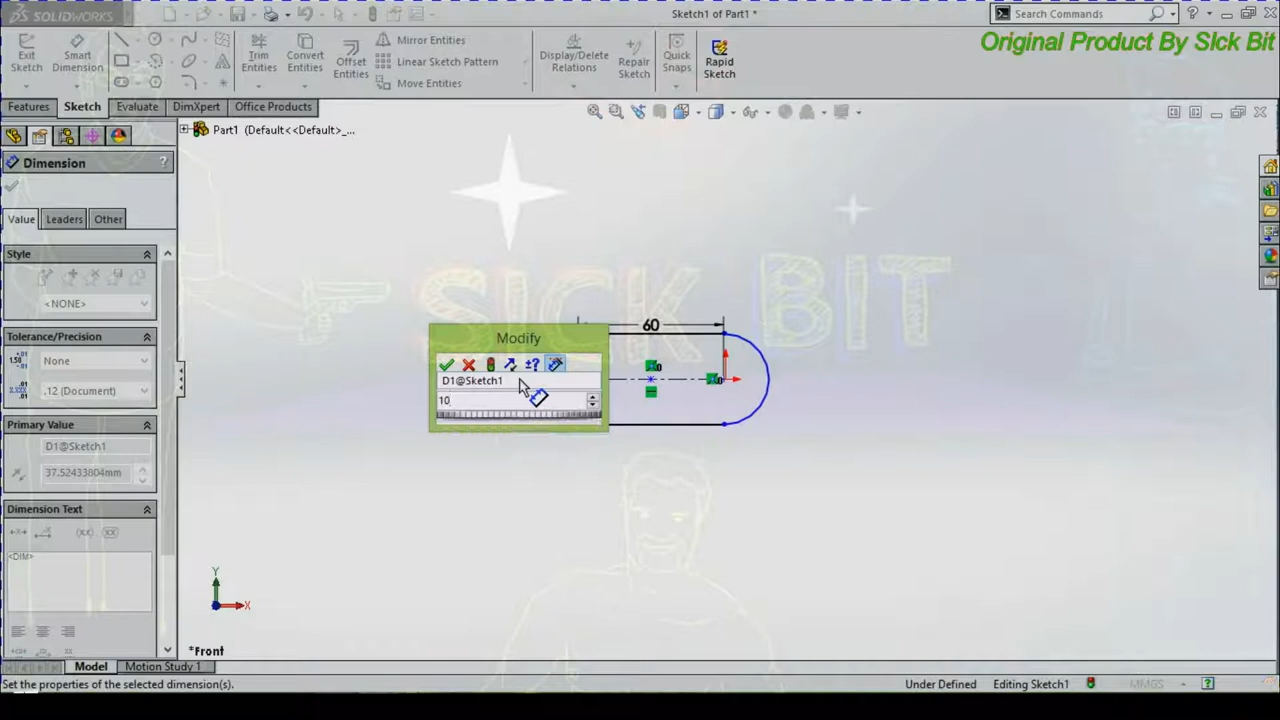 SOLIDWORKS
Sketch1 of Part1 *
Search Commands
Original Product By SIck Bit
Exit Sketch
Smart Dimension
Trim Entities
Convert Entities
Offset Entities
Mirror Entities
Linear Sketch Pattern
Move Entities
Display/Delete Relations
Repair Sketch
Quick Snaps
Rapid Sketch
Features
Sketch
Evaluate
DimXpert
Office Products
Part1 (Default<<Default>_...
Dimension
?
Value
Leaders
Other
Style
<NONE>
Tolerance/Precision
None
.12 (Document)
Primary Value
D1@Sketch1
37.52433804mm
Dimension Text
<DIM>
SICK BIT
60
Modify
D1@Sketch1
10
Y
X
*Front
Model
Motion Study 1
Set the properties of the selected dimension(s).
Under Defined
Editing Sketch1
MMGS